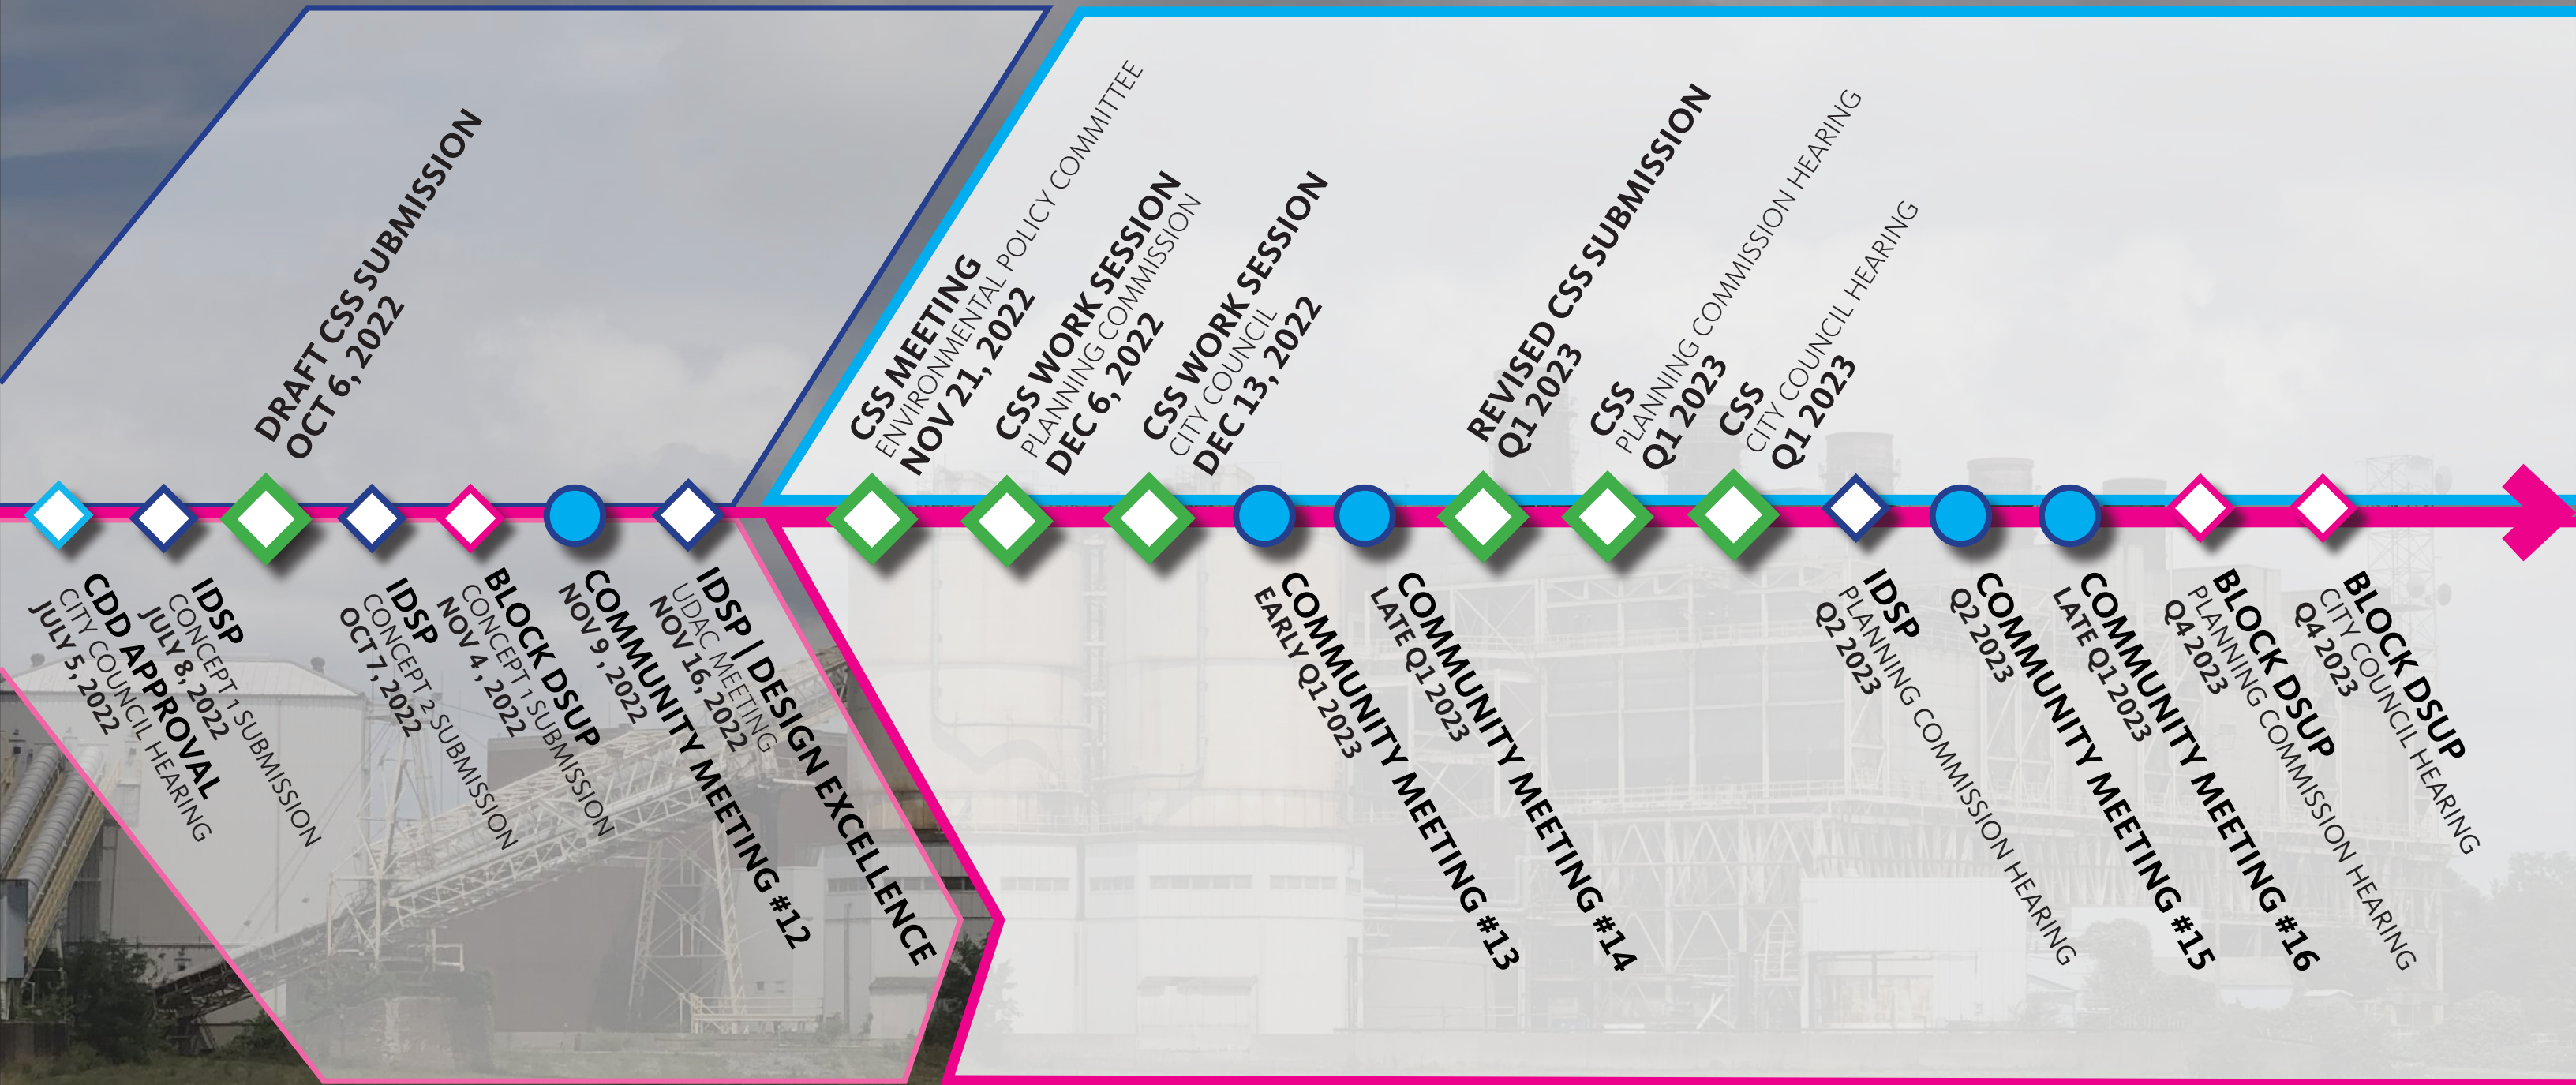 DRAFT CSS SUBMISSION
OCT 6, 2022
CSS MEETING
ENVIRONMENTAL POLICY COMMITTEE
NOV 21, 2022
CSS WORK SESSION
PLANNING COMMISSION
DEC 6, 2022
CSS WORK SESSION
CITY COUNCIL
DEC 13, 2022
REVISED CSS SUBMISSION
Q1 2023
CSS
PLANNING COMMISSION HEARING
Q1 2023
CSS
CITY COUNCIL HEARING
Q1 2023
CDD APPROVAL
CITY COUNCIL HEARING
JULY 5, 2022
IDSP
CONCEPT 1 SUBMISSION
JULY 8, 2022
IDSP
CONCEPT 2 SUBMISSION
OCT 7, 2022
BLOCK DSUP
CONCEPT 1 SUBMISSION
NOV 4, 2022
COMMUNITY MEETING #12
NOV 9, 2022
IDSP | DESIGN EXCELLENCE
UDAC MEETING
NOV 16, 2022
COMMUNITY MEETING #13
EARLY Q1 2023
COMMUNITY MEETING #14
LATE Q1 2023
IDSP
PLANNING COMMISSION HEARING
Q2 2023
COMMUNITY MEETING #15
Q2 2023
COMMUNITY MEETING #16
LATE Q1 2023
BLOCK DSUP
PLANNING COMMISSION HEARING
Q4 2023
BLOCK DSUP
CITY COUNCIL HEARING
Q4 2023